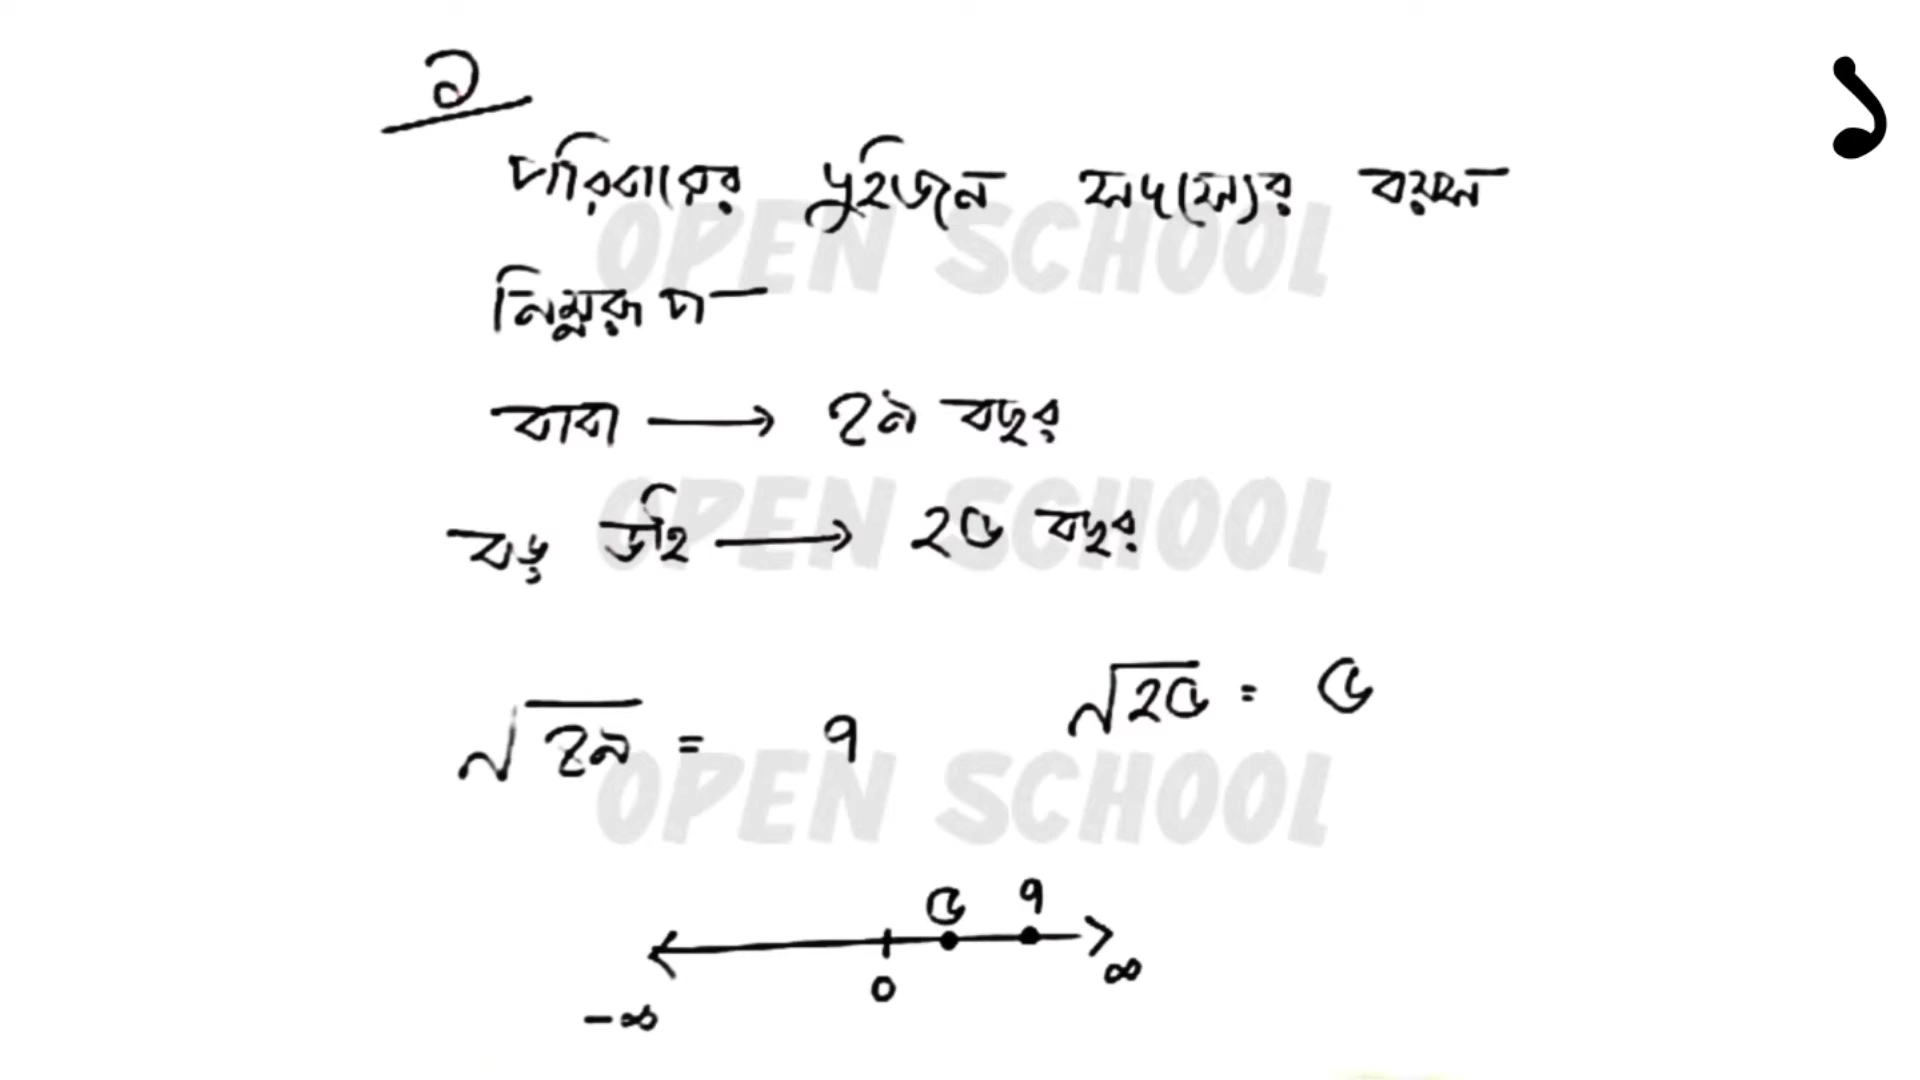 ১
১
পরিবারের দুইজন সদস্যের বয়স
নিম্নরূপ
বাবা → ৪৯ বছর
বড় ভাই → ২৫ বছর
√৪৯ = ৭ √২৫ = ৫
৫ ৭
০ ∞
-∞
OPEN SCHOOL
OPEN SCHOOL
OPEN SCHOOL